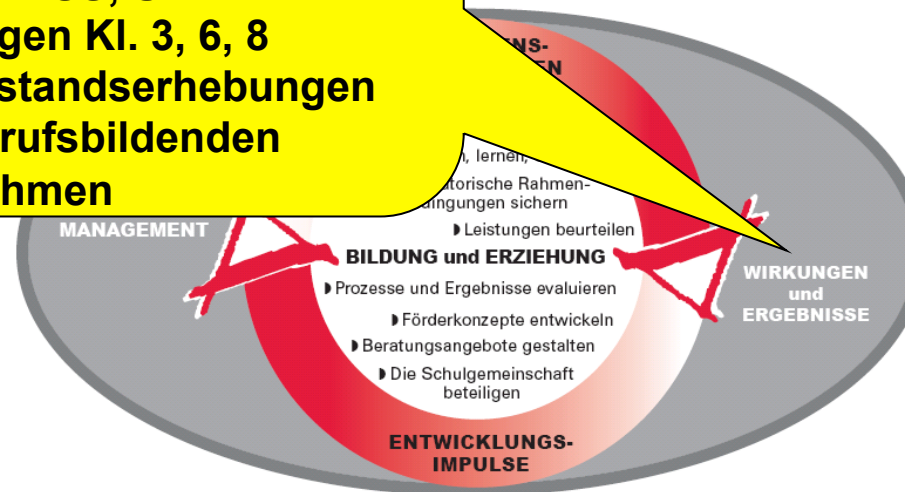 gen Kl. 3, 6, 8
standserhebungen
rufsbildenden
hmen
NS-
EN
n, lernen,
torische Rahmen-
dingungen sichern
Leistungen beurteilen
MANAGEMENT
BILDUNG und ERZIEHUNG
Prozesse und Ergebnisse evaluieren
Förderkonzepte entwickeln
Beratungsangebote gestalten
Die Schulgemeinschaft
beteiligen
WIRKUNGEN
und
ERGEBNISSE
ENTWICKLUNGS-
IMPULSE